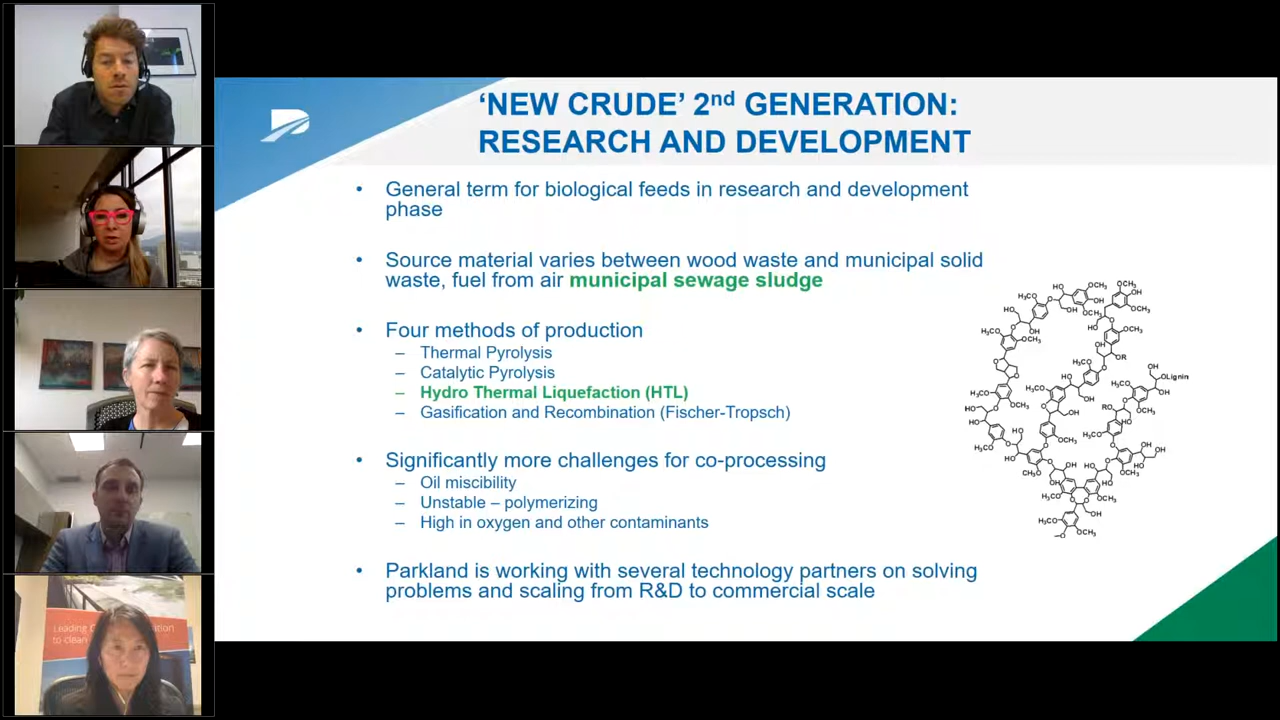 'NEW CRUDE' 2nd GENERATION:
RESEARCH AND DEVELOPMENT
• General term for biological feeds in research and development
phase
• Source material varies between wood waste and municipal solid
waste, fuel from air municipal sewage sludge
• Four methods of production
– Thermal Pyrolysis
– Catalytic Pyrolysis
– Hydro Thermal Liquefaction (HTL)
– Gasification and Recombination (Fischer-Tropsch)
• Significantly more challenges for co-processing
– Oil miscibility
– Unstable – polymerizing
– High in oxygen and other contaminants
• Parkland is working with several technology partners on solving
problems and scaling from R&D to commercial scale
Lignin
Leading
to clean